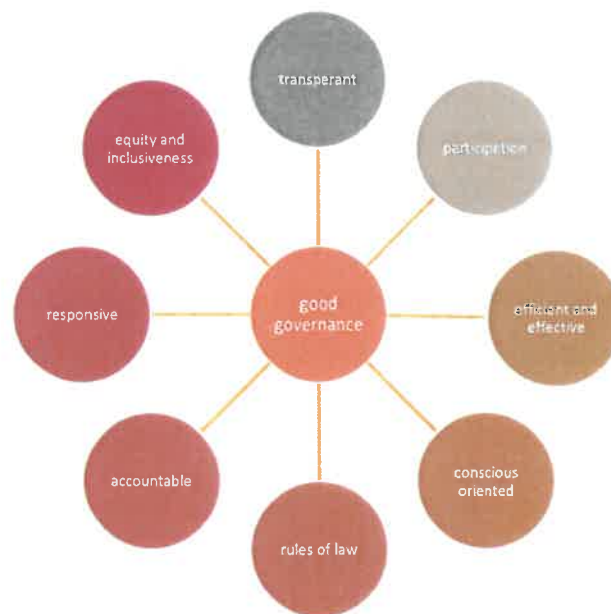 transperant
participation
efficient and
effective
conscious
oriented
rules of law
accountable
responsive
equity and
inclusiveness
good
governance